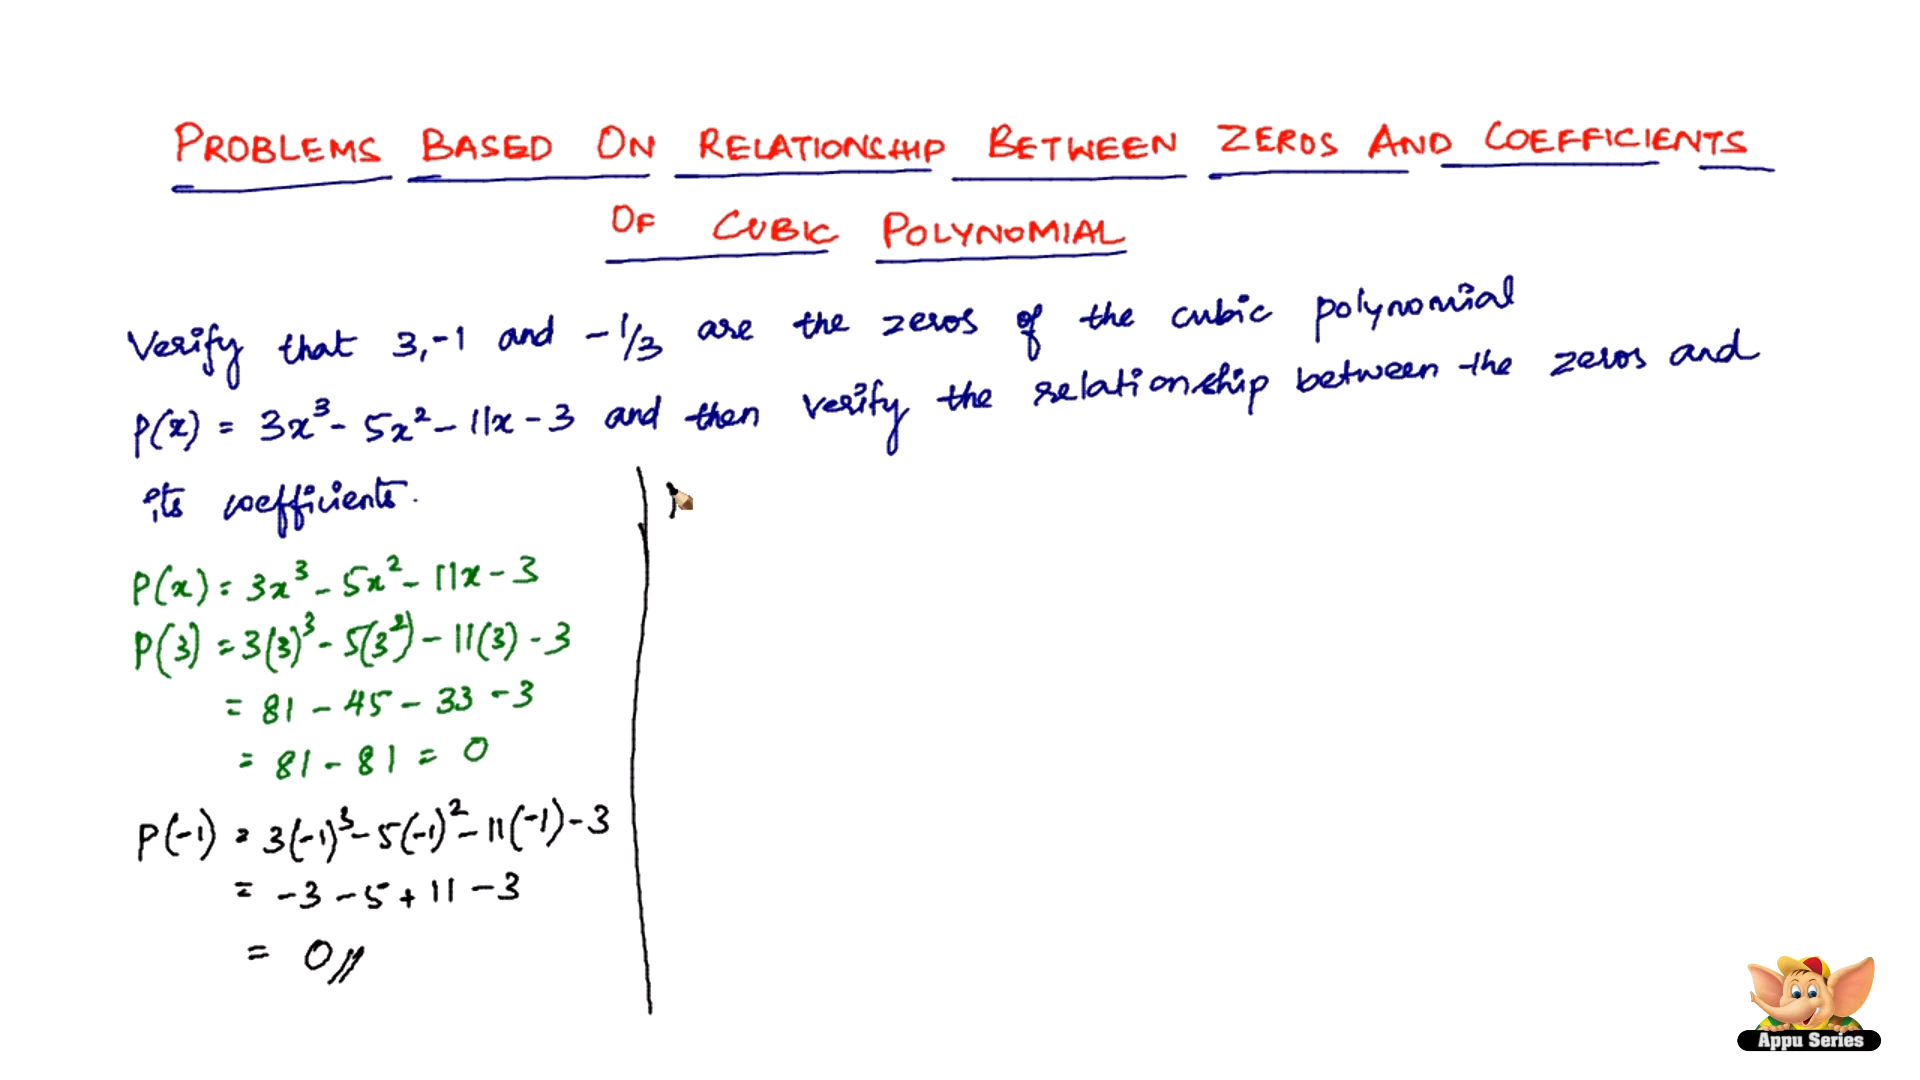 PROBLEMS BASED ON RELATIONSHIP BETWEEN ZEROS AND COEFFICIENTS
OF CUBIC POLYNOMIAL
Verify that 3, -1 and -1/3 are the zeros of the cubic polynomial
P(x) = 3x³ - 5x² - 11x - 3 and then verify the relationship between the zeros and
its coefficients.
P(x) = 3x³ - 5x² - 11x - 3
P(3) = 3(3)³ - 5(3²) - 11(3) - 3
= 81 - 45 - 33 - 3
= 81 - 81 = 0
P(-1) = 3(-1)³ - 5(-1)² - 11(-1) - 3
= -3 - 5 + 11 - 3
= 0//
Appu Series